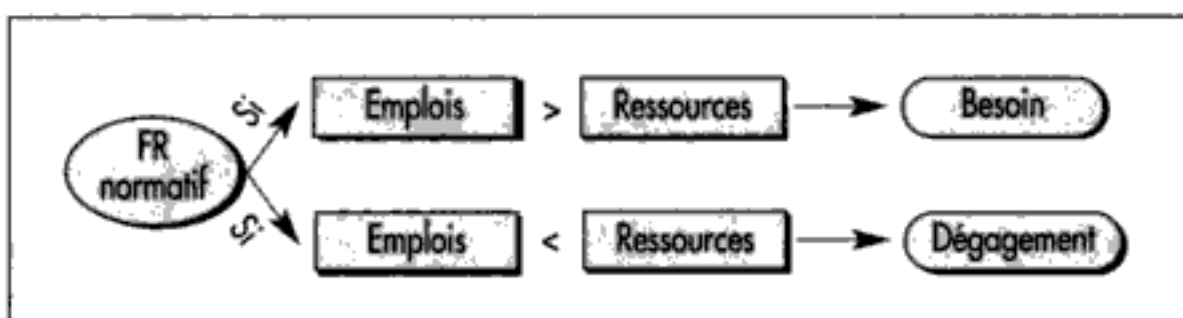 Si Emplois > Ressources Besoin
FR
normatif
Si Emplois < Ressources Dégagement